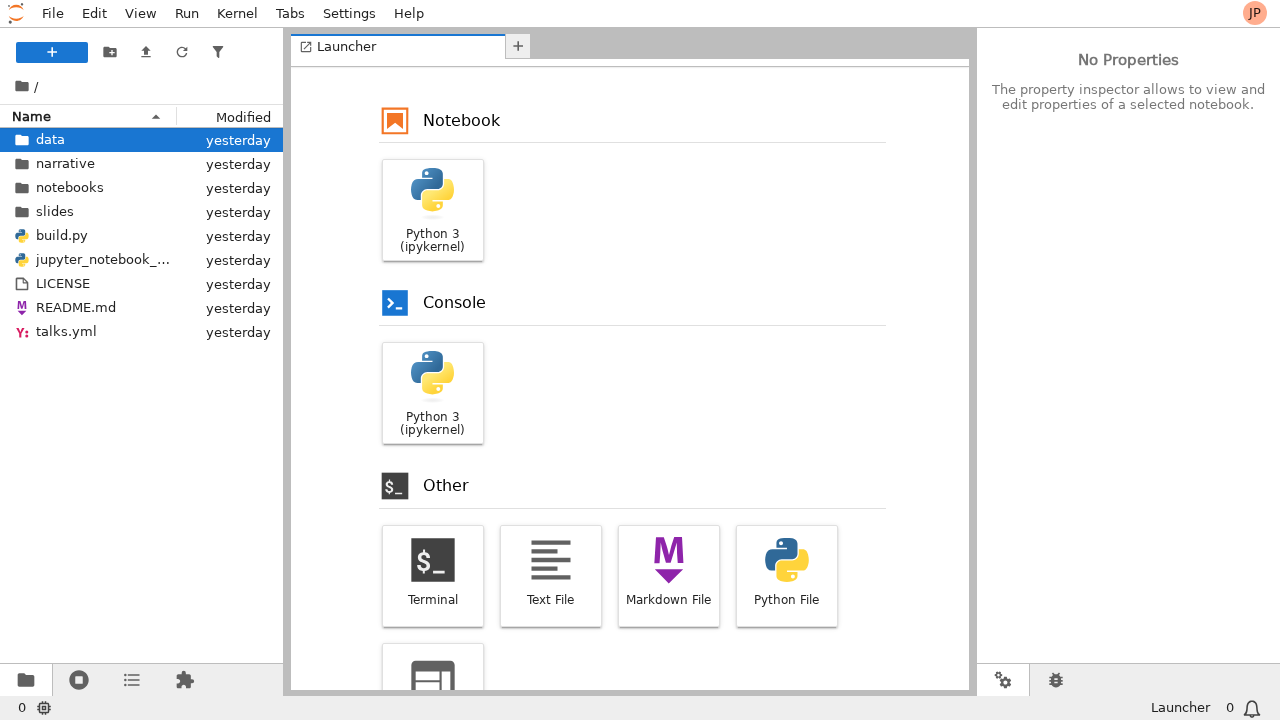 File Edit View Run Kernel Tabs Settings Help
JP
Launcher
/
Name Modified
data yesterday
narrative yesterday
notebooks yesterday
slides yesterday
build.py yesterday
jupyter_notebook_... yesterday
LICENSE yesterday
README.md yesterday
talks.yml yesterday
Notebook
Python 3
(ipykernel)
Console
Python 3
(ipykernel)
$_ Other
$_
Terminal
Text File
M
Markdown File
Python File
No Properties
The property inspector allows to view and
edit properties of a selected notebook.
0
Launcher 0